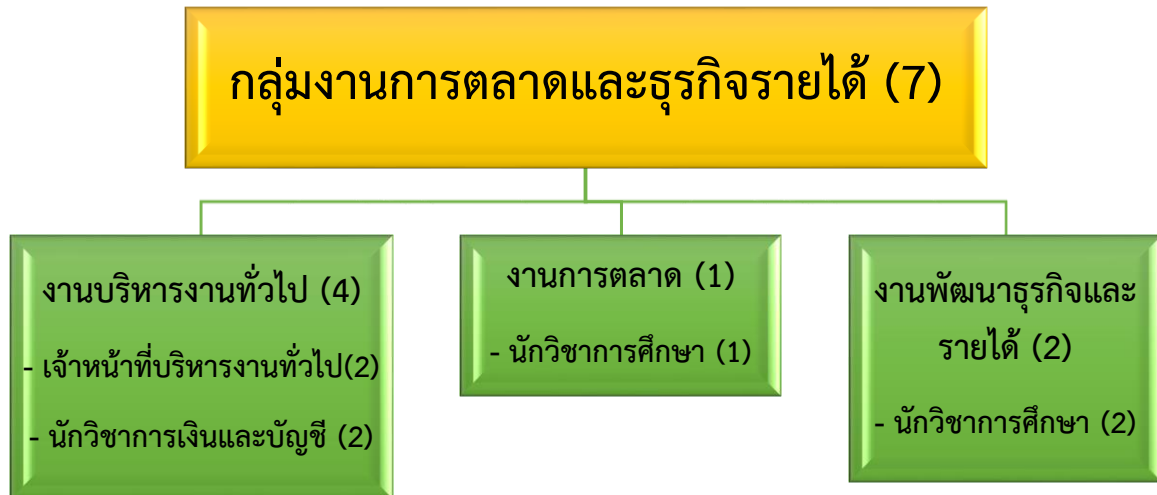 กลุ่มงานการตลาดและธุรกิจรายได้ (7)
งานบริหารงานทั่วไป (4)
- เจ้าหน้าที่บริหารงานทั่วไป(2)
- นักวิชาการเงินและบัญชี (2)
งานการตลาด (1)
- นักวิชาการศึกษา (1)
งานพัฒนาธุรกิจและ
รายได้ (2)
- นักวิชาการศึกษา (2)